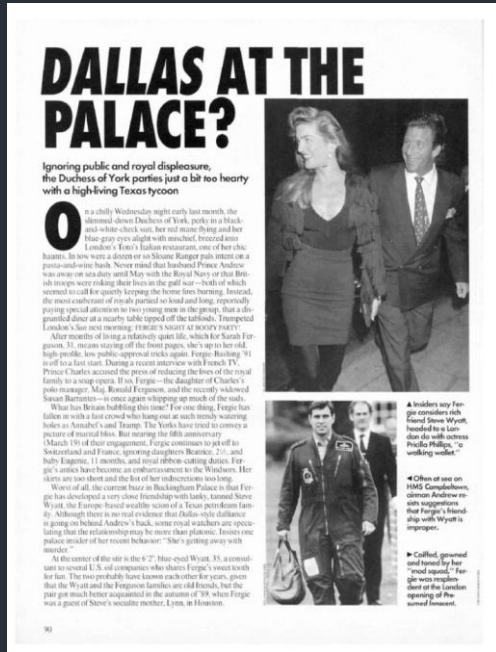 DALLAS AT THE
PALACE?
Ignoring public and royal displeasure,
the Duchess of York parties just a bit too hearty
with a high-living Texas tycoon
On a chilly Wednesday night early last month, the
slimmed-down Duchess of York, perky in a black-
and-white-check suit, her red mane flying and her
blue-gray eyes alight with mischief, breezed into
London's Toto's Italian restaurant, one of her chic
haunts. In tow were a dozen or so Sloane Ranger pals intent on a
pasta-and-wine bash. Never mind that husband Prince Andrew
was away on sea duty until May with the Royal Navy or that Brit-
ish troops were risking their lives in the gulf war—both of which
seemed to call for quietly keeping the home fires burning. Instead,
the most exuberant of royals partied so loud and long, reportedly
paying special attention to two young men in the group, that a dis-
gruntled diner at a nearby table tipped off the tabloids. Trumpeted
London's Sun next morning: FERGIE'S NIGHT AT BOOZY PARTY!
After months of living a relatively quiet life, which for Sarah Fer-
guson, 31, means staying off the front pages, she's up to her old,
high-profile, low public-approval tricks again. Fergie-Bashing '91
is off to a fast start. During a recent interview with French TV,
Prince Charles accused the press of reducing the lives of the royal
family to a soap opera. If so, Fergie—the daughter of Charles's
polo manager, Maj. Ronald Ferguson, and the recently widowed
Susan Barrantes—is once again whipping up much of the suds.
What has Britain bubbling this time? For one thing, Fergie has
fallen in with a fast crowd who hang out at such trendy watering
holes as Annabel's and Tramp. The Yorks have tried to convey a
picture of marital bliss. But nearing the fifth anniversary
(March 19) of their engagement, Fergie continues to jet off to
Switzerland and France, ignoring daughters Beatrice, 2½, and
baby Eugenie, 11 months, and royal ribbon-cutting duties. Fer-
gie's antics have become an embarrassment to the Windsors. Her
skirts are too short and the list of her indiscretions too long.
Worst of all, the current buzz in Buckingham Palace is that Fer-
gie has developed a very close friendship with lanky, tanned Steve
Wyatt, the Europe-based wealthy scion of a Texas petroleum fam-
ily. Although there is no real evidence that Dallas-style dalliance
is going on behind Andrew's back, some royal watchers are specu-
lating that the relationship may be more than platonic. Insists one
palace insider of her recent behavior: "She's getting away with
murder."
At the center of the stir is the 6'2", blue-eyed Wyatt, 35, a consul-
tant to several U.S. oil companies who shares Fergie's sweet tooth
for fun. The two probably have known each other for years, given
that the Wyatt and the Ferguson families are old friends, but the
pair got much better acquainted in the autumn of '89, when Fergie
was a guest of Steve's socialite mother, Lynn, in Houston.
▲ Insiders say Fer-
gie considers rich
friend Steve Wyatt,
headed to a Lon-
don do with actress
Pricilla Phillips, "a
walking wallet."
◄ Often at sea on
HMS Campbeltown,
airman Andrew re-
sists suggestions
that Fergie's friend-
ship with Wyatt is
improper.
► Coiffed, gowned
and toned by her
"mod squad," Fer-
gie was resplen-
dent at the London
opening of Pre-
sumed Innocent.
90